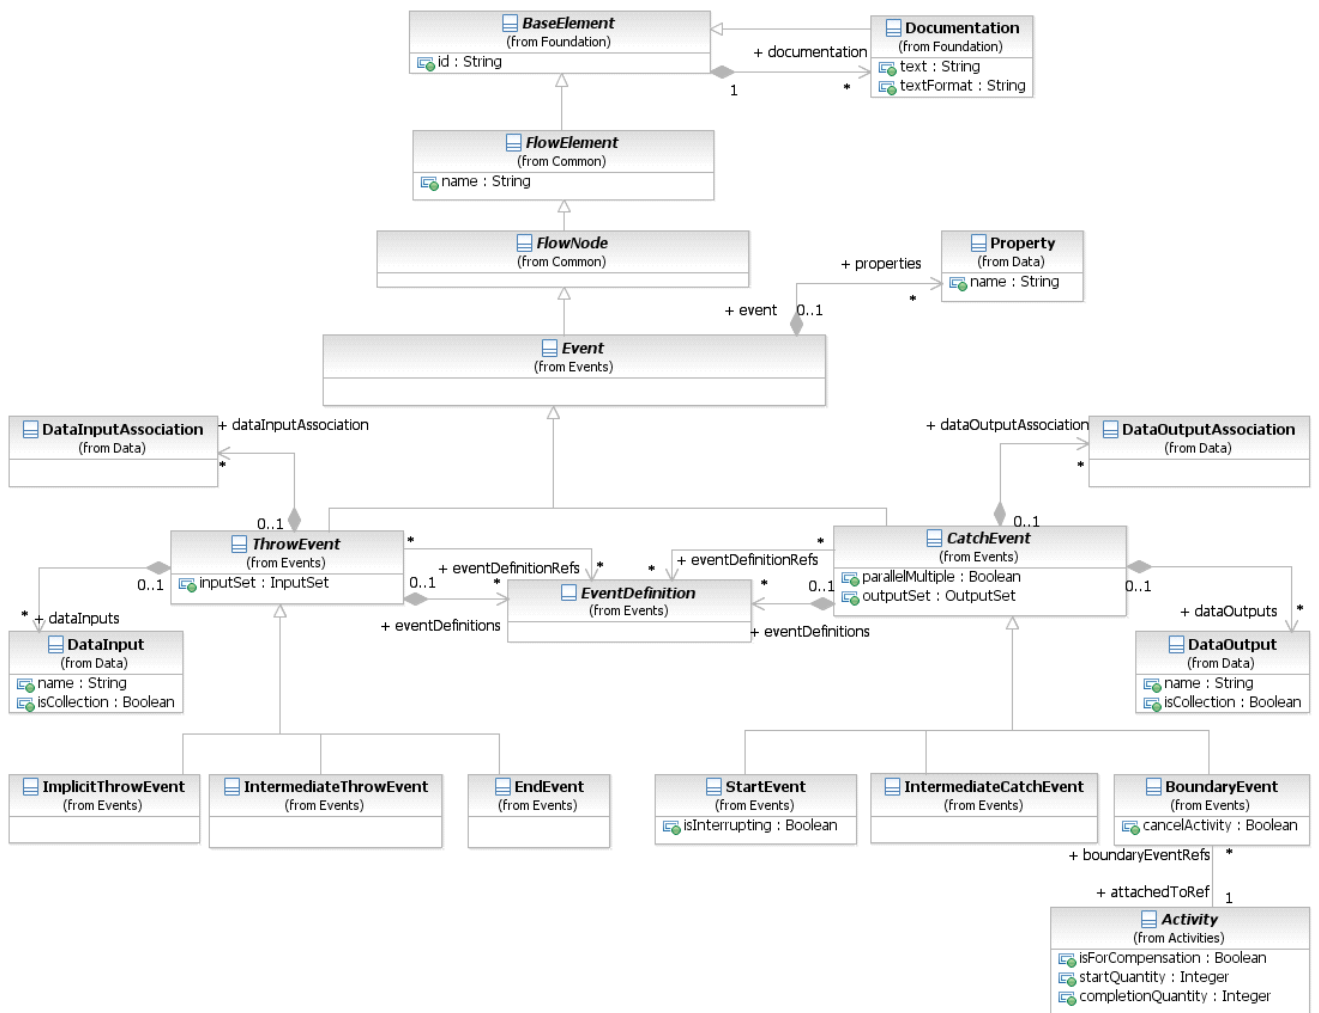 BaseElement
(from Foundation)
id : String
Documentation
(from Foundation)
text : String
textFormat : String
+ documentation
1
*
FlowElement
(from Common)
name : String
FlowNode
(from Common)
Property
(from Data)
name : String
+ properties
*
+ event
0..1
Event
(from Events)
DataInputAssociation
(from Data)
+ dataInputAssociation
*
0..1
+ dataOutputAssociation
*
0..1
DataOutputAssociation
(from Data)
ThrowEvent
(from Events)
inputSet : InputSet
*
+ eventDefinitionRefs
*
0..1
*
+ eventDefinitions
0..1
*
+ dataInputs
EventDefinition
(from Events)
CatchEvent
(from Events)
parallelMultiple : Boolean
outputSet : OutputSet
*
+ eventDefinitionRefs
*
*
0..1
+ eventDefinitions
0..1
+ dataOutputs
*
DataInput
(from Data)
name : String
isCollection : Boolean
DataOutput
(from Data)
name : String
isCollection : Boolean
ImplicitThrowEvent
(from Events)
IntermediateThrowEvent
(from Events)
EndEvent
(from Events)
StartEvent
(from Events)
isInterrupting : Boolean
IntermediateCatchEvent
(from Events)
BoundaryEvent
(from Events)
cancelActivity : Boolean
+ boundaryEventRefs
*
+ attachedToRef
1
Activity
(from Activities)
isForCompensation : Boolean
startQuantity : Integer
completionQuantity : Integer